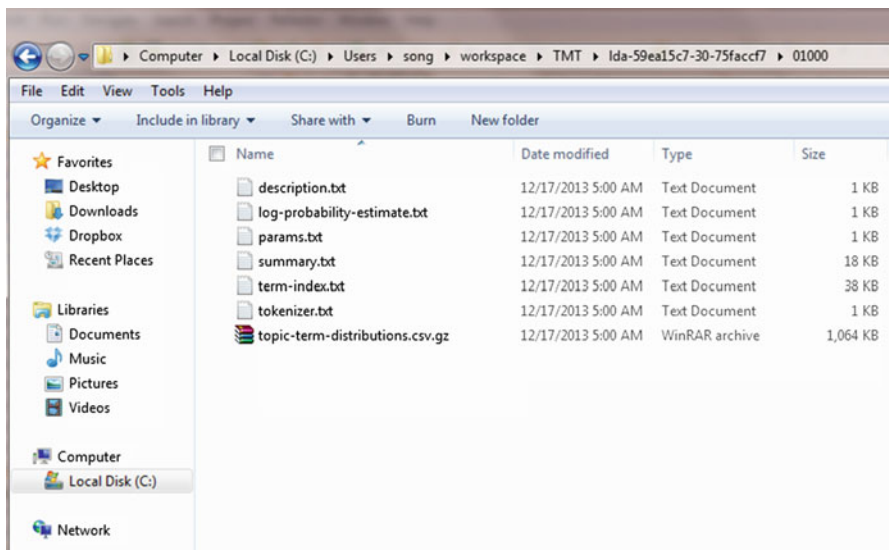 Computer Local Disk (C:) Users song workspace TMT lda-59ea15c7-30-75faccf7 01000
File Edit View Tools Help
Organize Include in library Share with Burn New folder
Favorites
Desktop
Downloads
Dropbox
Recent Places
Libraries
Documents
Music
Pictures
Videos
Computer
Local Disk (C:)
Network
Name Date modified Type Size
description.txt 12/17/2013 5:00 AM Text Document 1 KB
log-probability-estimate.txt 12/17/2013 5:00 AM Text Document 1 KB
params.txt 12/17/2013 5:00 AM Text Document 1 KB
summary.txt 12/17/2013 5:00 AM Text Document 18 KB
term-index.txt 12/17/2013 5:00 AM Text Document 38 KB
tokenizer.txt 12/17/2013 5:00 AM Text Document 1 KB
topic-term-distributions.csv.gz 12/17/2013 5:00 AM WinRAR archive 1,064 KB